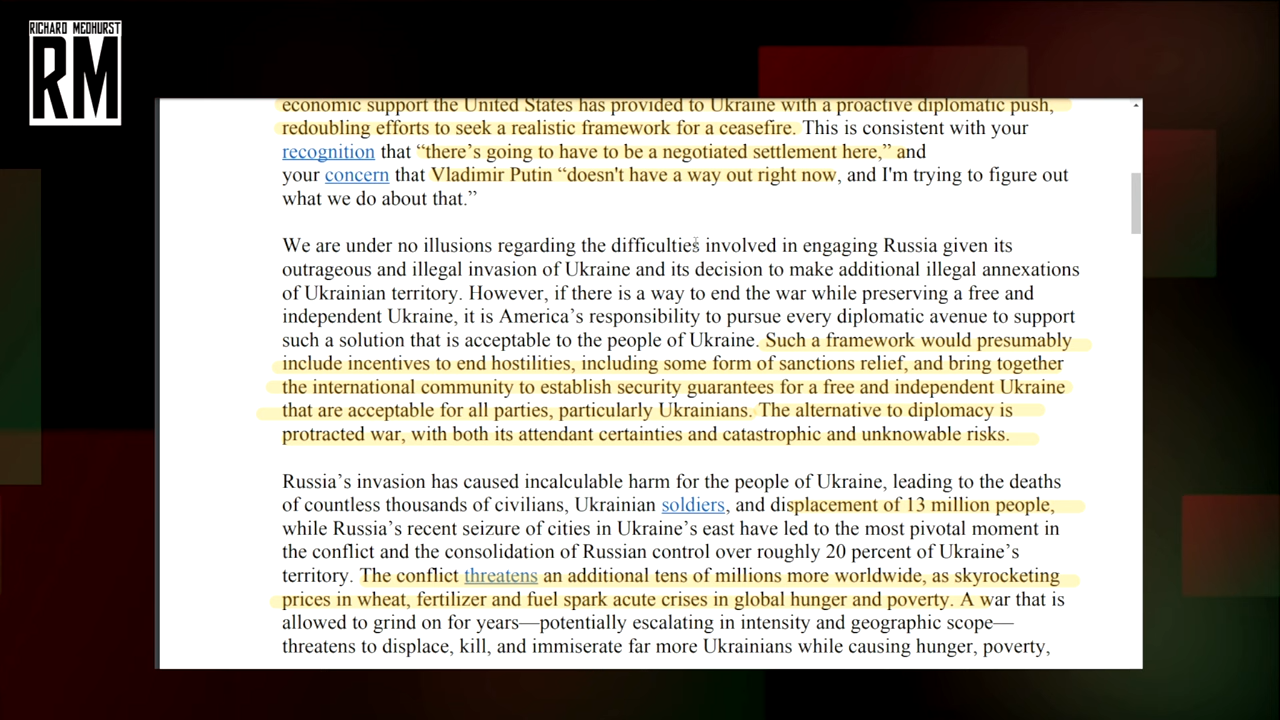 RICHARD MEDHURST
RM
economic support the United States has provided to Ukraine with a proactive diplomatic push,
redoubling efforts to seek a realistic framework for a ceasefire. This is consistent with your
recognition that “there’s going to have to be a negotiated settlement here,” and
your concern that Vladimir Putin “doesn't have a way out right now, and I'm trying to figure out
what we do about that.”
We are under no illusions regarding the difficulties involved in engaging Russia given its
outrageous and illegal invasion of Ukraine and its decision to make additional illegal annexations
of Ukrainian territory. However, if there is a way to end the war while preserving a free and
independent Ukraine, it is America’s responsibility to pursue every diplomatic avenue to support
such a solution that is acceptable to the people of Ukraine. Such a framework would presumably
include incentives to end hostilities, including some form of sanctions relief, and bring together
the international community to establish security guarantees for a free and independent Ukraine
that are acceptable for all parties, particularly Ukrainians. The alternative to diplomacy is
protracted war, with both its attendant certainties and catastrophic and unknowable risks.
Russia’s invasion has caused incalculable harm for the people of Ukraine, leading to the deaths
of countless thousands of civilians, Ukrainian soldiers, and displacement of 13 million people,
while Russia’s recent seizure of cities in Ukraine’s east have led to the most pivotal moment in
the conflict and the consolidation of Russian control over roughly 20 percent of Ukraine’s
territory. The conflict threatens an additional tens of millions more worldwide, as skyrocketing
prices in wheat, fertilizer and fuel spark acute crises in global hunger and poverty. A war that is
allowed to grind on for years—potentially escalating in intensity and geographic scope—
threatens to displace, kill, and immiserate far more Ukrainians while causing hunger, poverty,